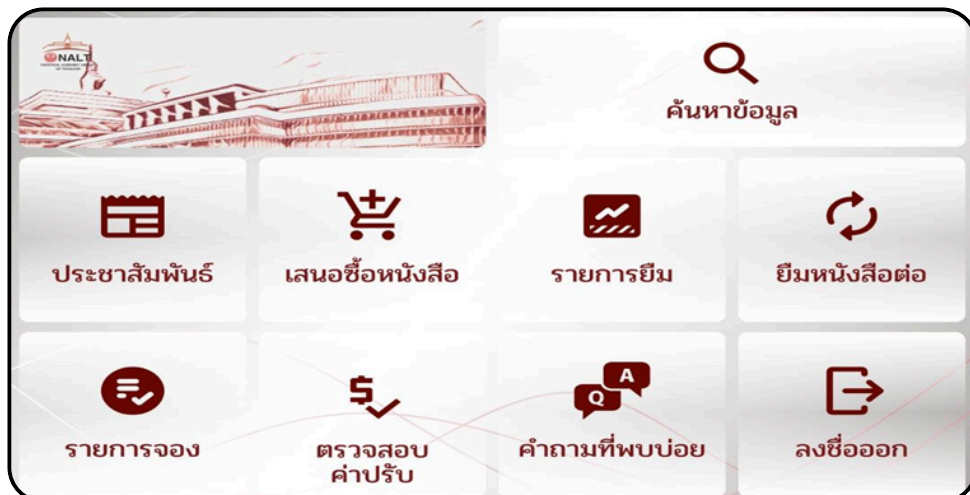 NALT
ค้นหาข้อมูล
ประชาสัมพันธ์
เสนอซื้อหนังสือ
รายการยืม
ยืมหนังสือต่อ
A
Q
รายการจอง
ตรวจสอบ
ค่าปรับ
คำถามที่พบบ่อย
ลงชื่อออก